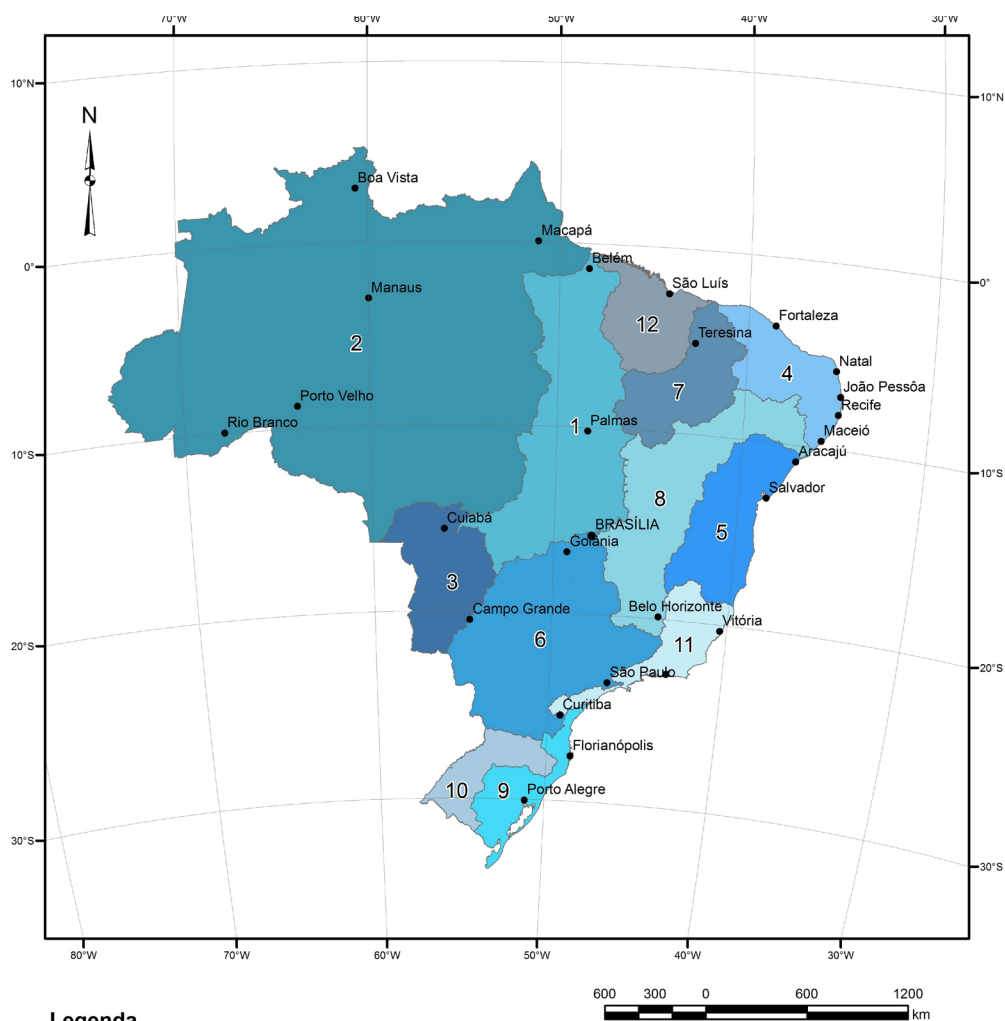 70°W 60°W 50°W 40°W 30°W
10°N
10°N
N
Boa Vista
Macapá
Belém
0°
0°
São Luís
Manaus
12
Fortaleza
2
Teresina
Natal
4
João Pessôa
7
Porto Velho
Recife
Rio Branco
1
Palmas
Maceió
10°S
Aracajú
10°S
Salvador
8
Cuiabá
BRASÍLIA
5
Goiânia
3
Campo Grande
Belo Horizonte
Vitória
6
11
20°S
São Paulo
20°S
Curitiba
Florianópolis
10
9
Porto Alegre
30°S
30°S
80°W 70°W 60°W 50°W 40°W 30°W
600 300 0 600 1200
km
Legenda